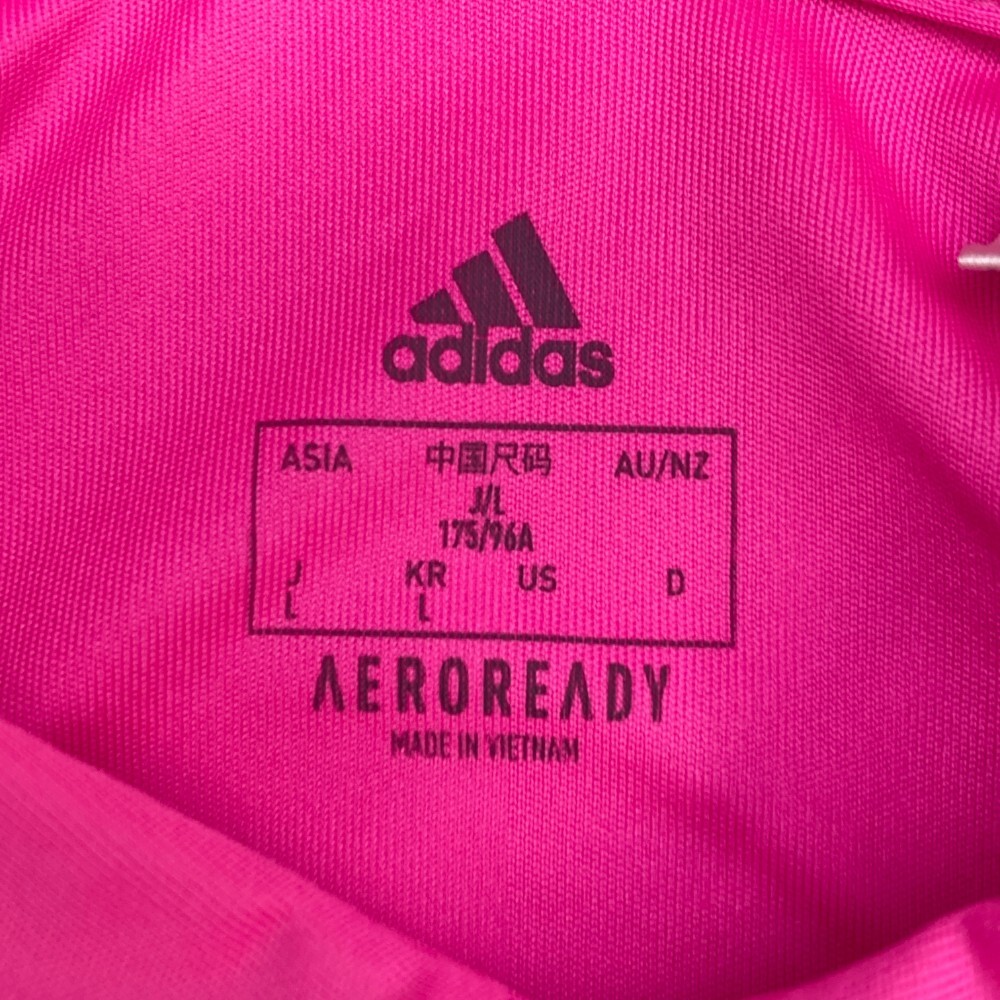 adidas
ASIA 中国尺码 AU/NZ
J/L
175/96A
J KR US D
L L
AEROREADY
MADE IN VIETNAM